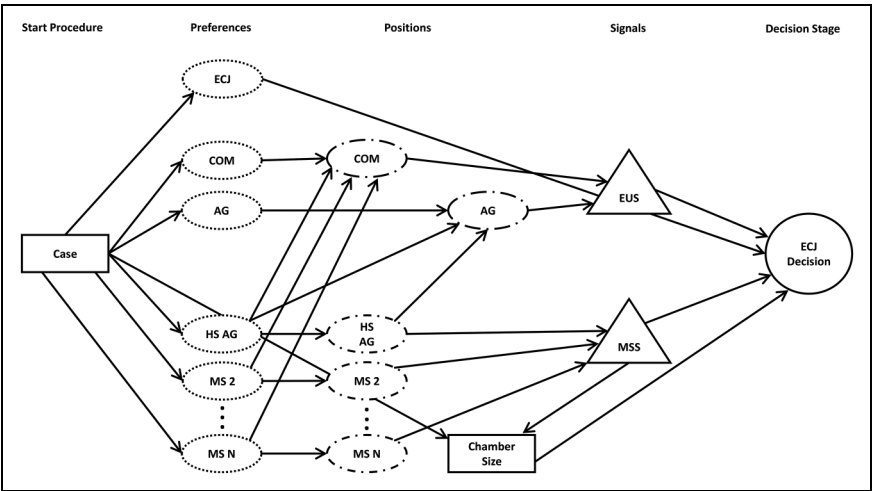 Start Procedure Preferences Positions Signals Decision Stage
ECJ
COM COM
AG AG
EUS
Case
ECJ
Decision
HS AG
HS
AG
MSS
MS 2 MS 2
MS N MS N
Chamber
Size